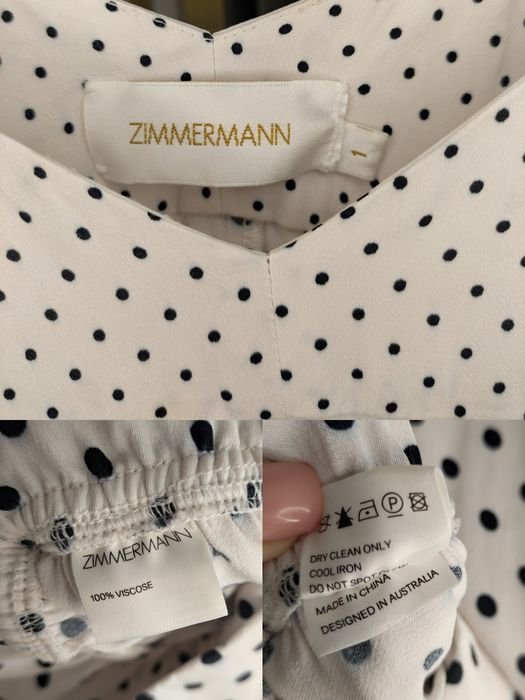 ZIMMERMANN
1
ZIMMERMANN
100% VISCOSE
P
DRY CLEAN ONLY
COOL IRON
DO NOT SPOT
MADE IN CHINA
DESIGNED IN AUSTRALIA